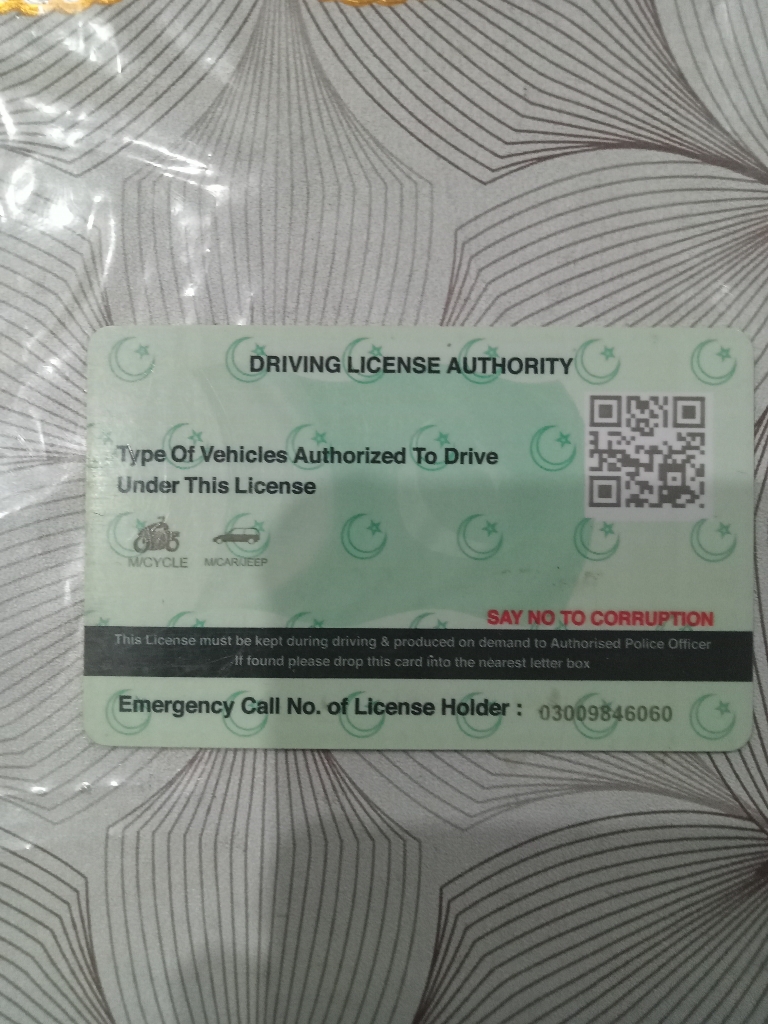 DRIVING LICENSE AUTHORITY
Type Of Vehicles Authorized To Drive
Under This License
M/CYCLE M/CAR/JEEP
SAY NO TO CORRUPTION
This License must be kept during driving & produced on demand to Authorised Police Officer
If found please drop this card into the nearest letter box
Emergency Call No. of License Holder : 03009846060